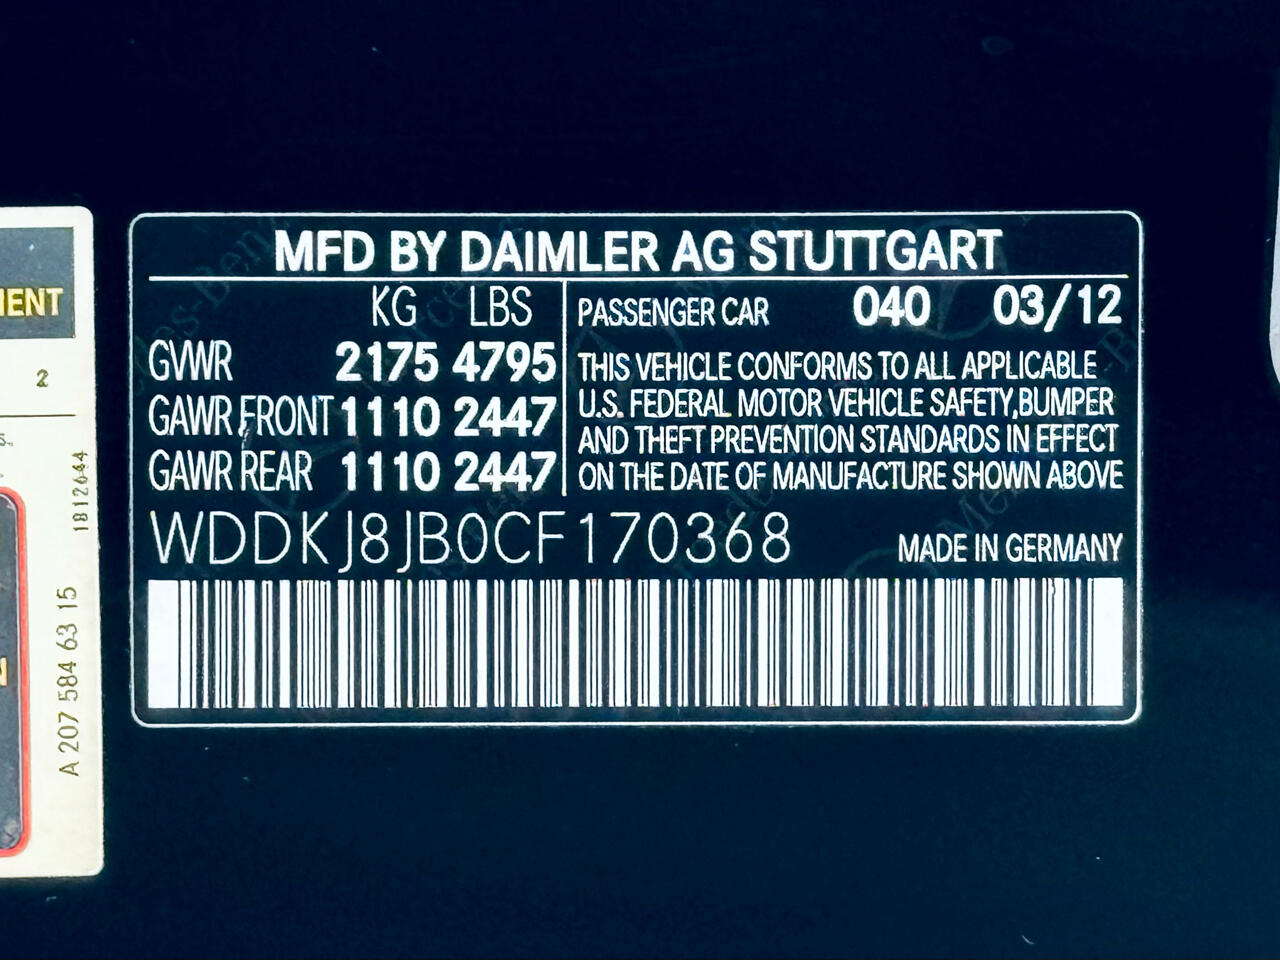 MENT
2
1812644
A 207 584 63 15
MFD BY DAIMLER AG STUTTGART
KG LBS
GVWR 2175 4795
GAWR FRONT 1110 2447
GAWR REAR 1110 2447
PASSENGER CAR 040 03/12
THIS VEHICLE CONFORMS TO ALL APPLICABLE
U.S. FEDERAL MOTOR VEHICLE SAFETY,BUMPER
AND THEFT PREVENTION STANDARDS IN EFFECT
ON THE DATE OF MANUFACTURE SHOWN ABOVE
WDDKJ8JB0CF170368
MADE IN GERMANY